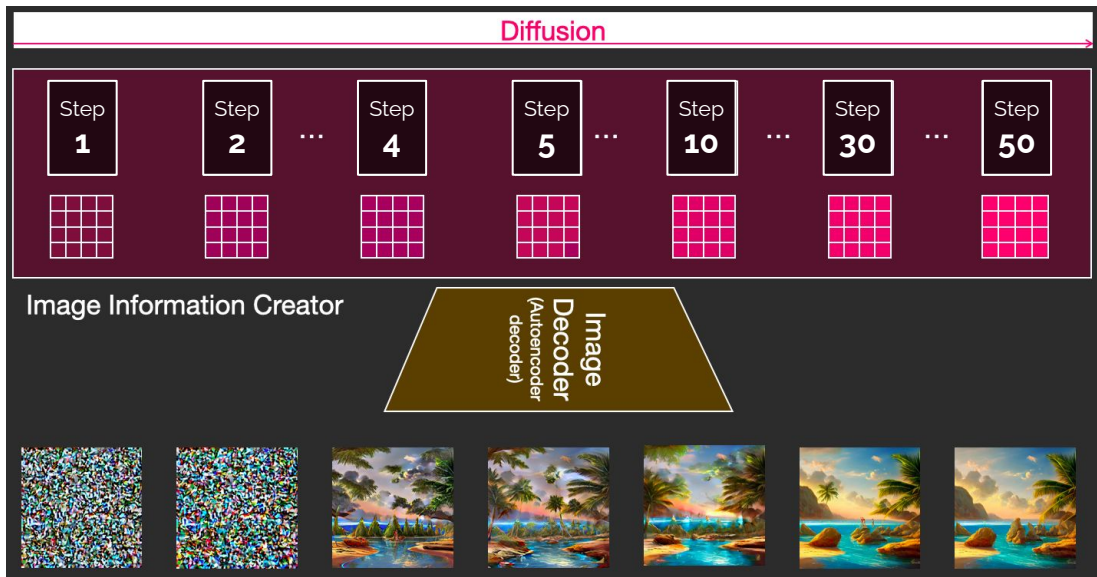 Diffusion
Step
1
Step
2
...
Step
4
Step
5
...
Step
10
...
Step
30
...
Step
50
Image Information Creator
Image
Decoder
(Autoencoder
decoder)